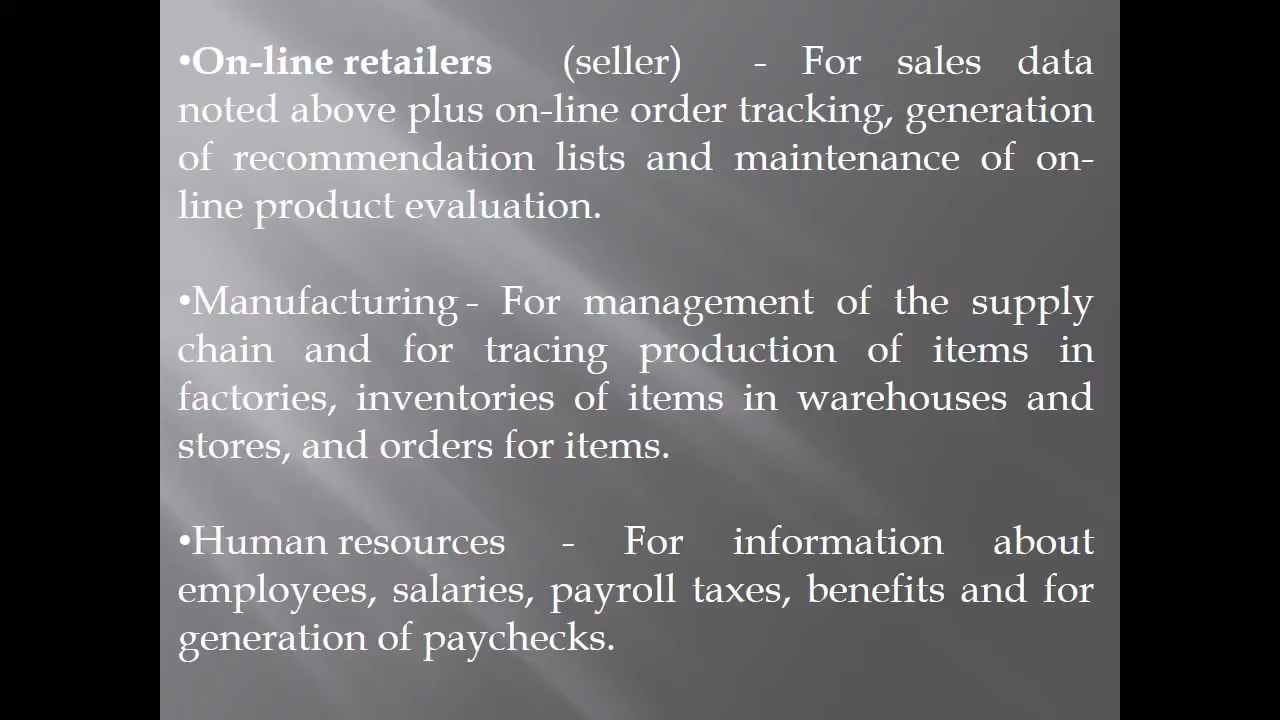 •On-line retailers (seller) - For sales data
noted above plus on-line order tracking, generation
of recommendation lists and maintenance of on-
line product evaluation.
•Manufacturing - For management of the supply
chain and for tracing production of items in
factories, inventories of items in warehouses and
stores, and orders for items.
•Human resources - For information about
employees, salaries, payroll taxes, benefits and for
generation of paychecks.